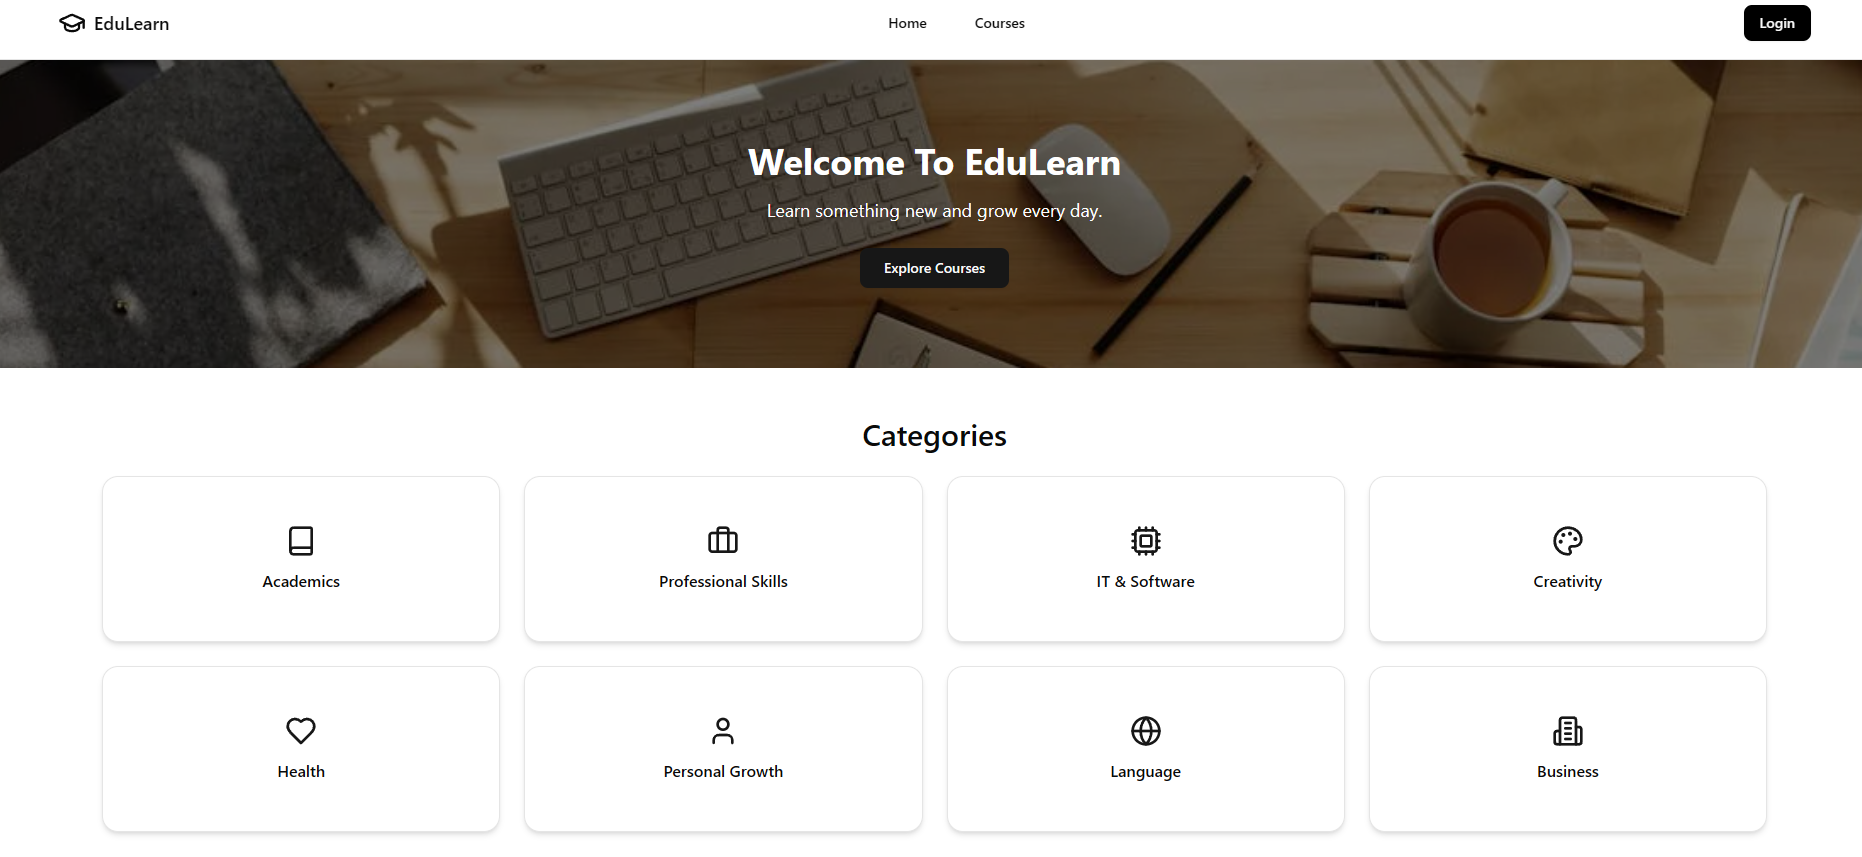 EduLearn
Home
Courses
Login
Welcome To EduLearn
Learn something new and grow every day.
Explore Courses
Categories
Academics
Professional Skills
IT & Software
Creativity
Health
Personal Growth
Language
Business